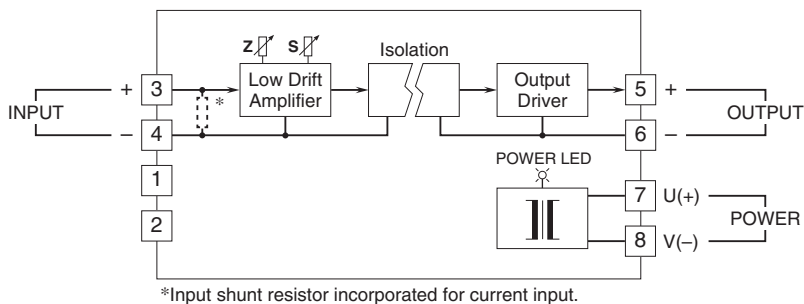 Z S Isolation
INPUT + 3 * Low Drift Amplifier Output Driver 5 + OUTPUT
− 4 6 −
1 POWER LED
2 7 U(+) POWER
8 V(−)
*Input shunt resistor incorporated for current input.